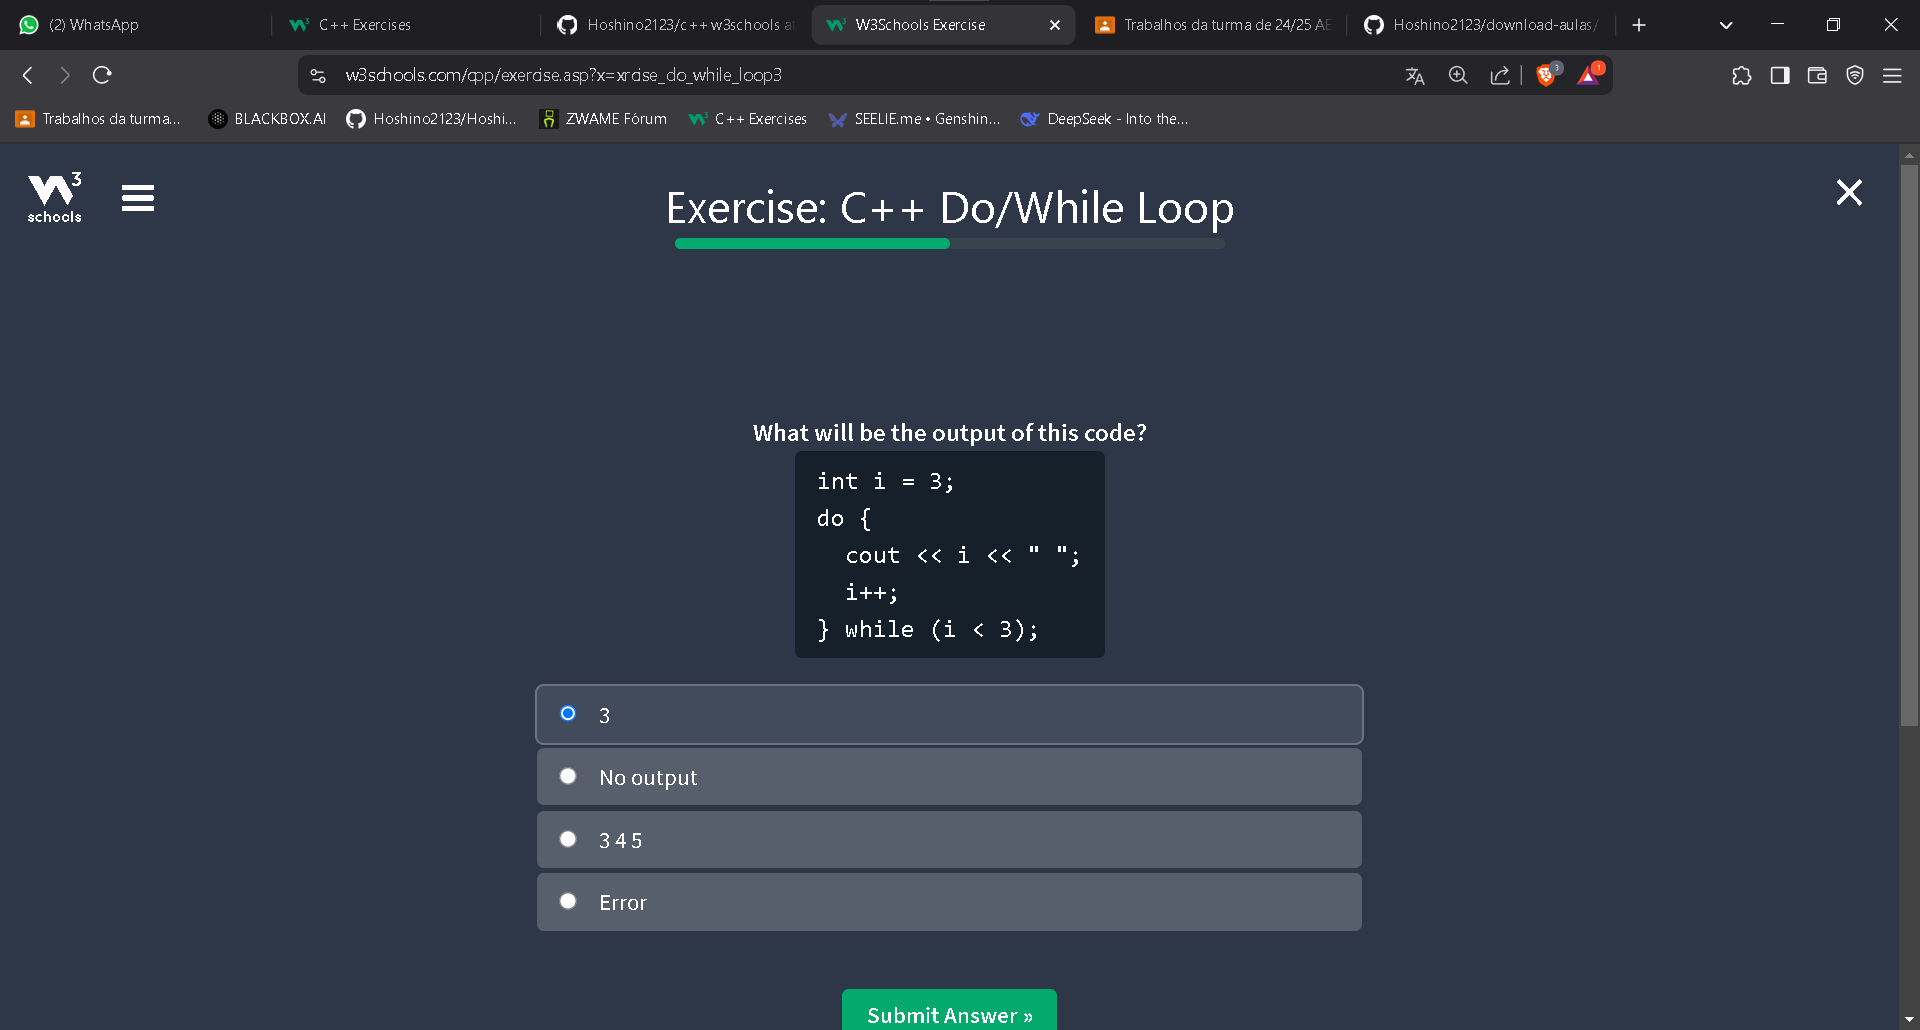 (2) WhatsApp
C++ Exercises
Hoshino2123/c++ w3schools at
W3Schools Exercise
Trabalhos da turma de 24/25 AE
Hoshino2123/download-aulas/
w3schools.com/cpp/exercise.asp?x=xrcise_do_while_loop3
3
1
Trabalhos da turma...
BLACKBOX.AI
Hoshino2123/Hoshi...
ZWAME Fórum
C++ Exercises
SEELIE.me • Genshin...
DeepSeek - Into the...
W3
schools
Exercise: C++ Do/While Loop
What will be the output of this code?
int i = 3;
do {
  cout << i << " ";
  i++;
} while (i < 3);
3
No output
3 4 5
Error
Submit Answer »